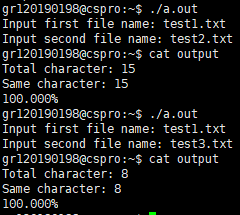 gr120190198@cspro:~$ ./a.out
Input first file name: test1.txt
Input second file name: test2.txt
gr120190198@cspro:~$ cat output
Total character: 15
Same character: 15
100.000%
gr120190198@cspro:~$ ./a.out
Input first file name: test1.txt
Input second file name: test3.txt
gr120190198@cspro:~$ cat output
Total character: 8
Same character: 8
100.000%